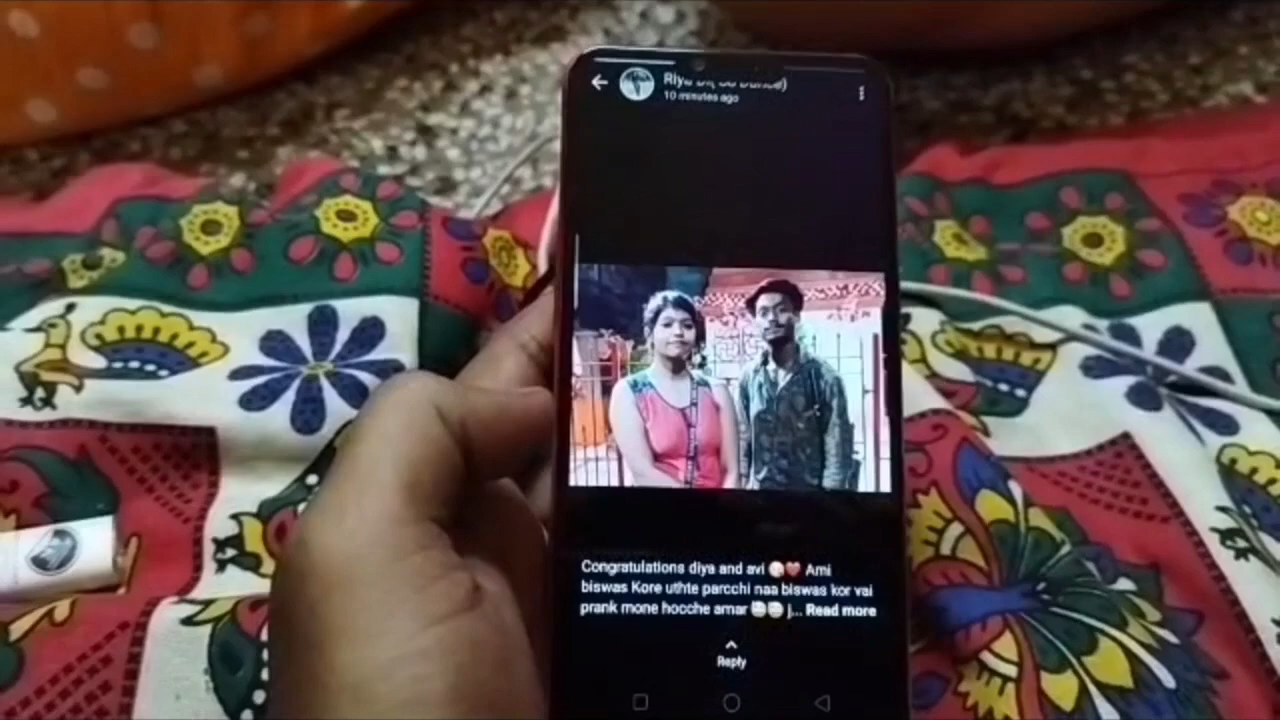 Riya
10 minutes ago
Congratulations diya and avi 😘❤️ Ami
biswas Kore uthte parcchi naa biswas kor vai
prank mone hocche amar 🙄🙄 j... Read more
Reply